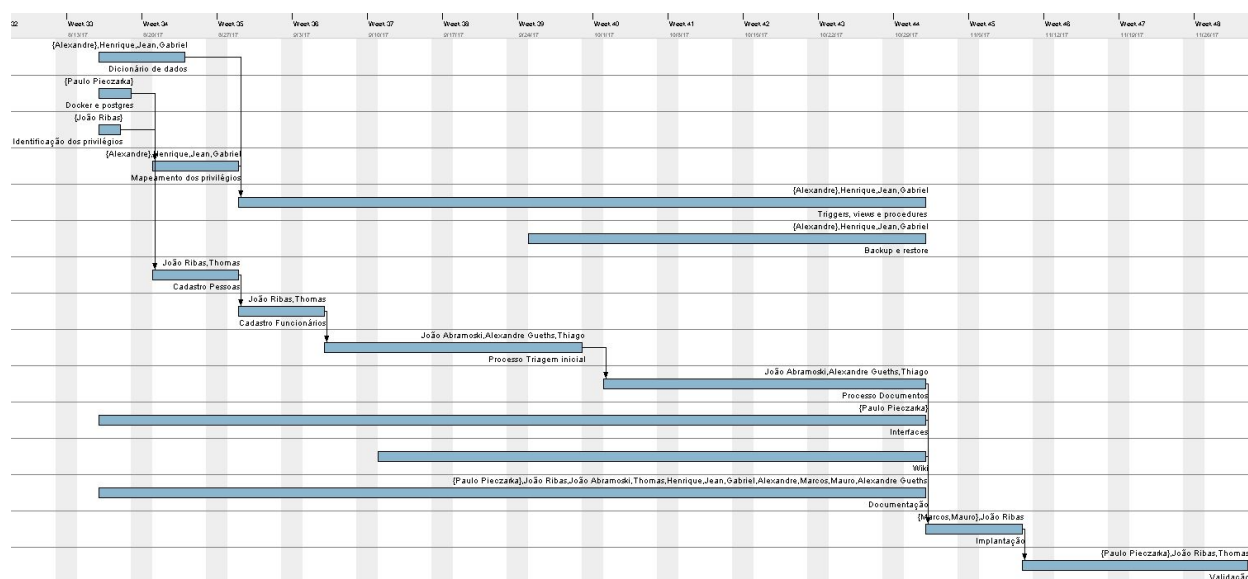 32 Week 33 Week 34 Week 35 Week 36 Week 37 Week 38 Week 39 Week 40 Week 41 Week 42 Week 43 Week 44 Week 45 Week 46 Week 47 Week 48
8/13/17 8/20/17 8/27/17 9/3/17 9/10/17 9/17/17 9/24/17 10/1/17 10/8/17 10/15/17 10/22/17 10/29/17 11/5/17 11/12/17 11/19/17 11/26/17
{Alexandre},Henrique,Jean,Gabriel
Dicionário de dados
{Paulo Pieczarka}
Docker e postgres
{João Ribas}
Identificação dos privilégios
{Alexandre},Henrique,Jean,Gabriel
Mapeamento dos privilégios
{Alexandre},Henrique,Jean,Gabriel
Triggers, views e procedures
{Alexandre},Henrique,Jean,Gabriel
Backup e restore
João Ribas,Thomas
Cadastro Pessoas
João Ribas,Thomas
Cadastro Funcionários
João Abramoski,Alexandre Gueths,Thiago
Processo Triagem inicial
João Abramoski,Alexandre Gueths,Thiago
Processo Documentos
{Paulo Pieczarka}
Interfaces
Wiki
{Paulo Pieczarka},João Ribas,João Abramoski,Thomas,Henrique,Jean,Gabriel,Alexandre,Marcos,Mauro,Alexandre Gueths
Documentação
{Marcos,Mauro},João Ribas
Implantação
{Paulo Pieczarka},João Ribas,Thomas
Validação